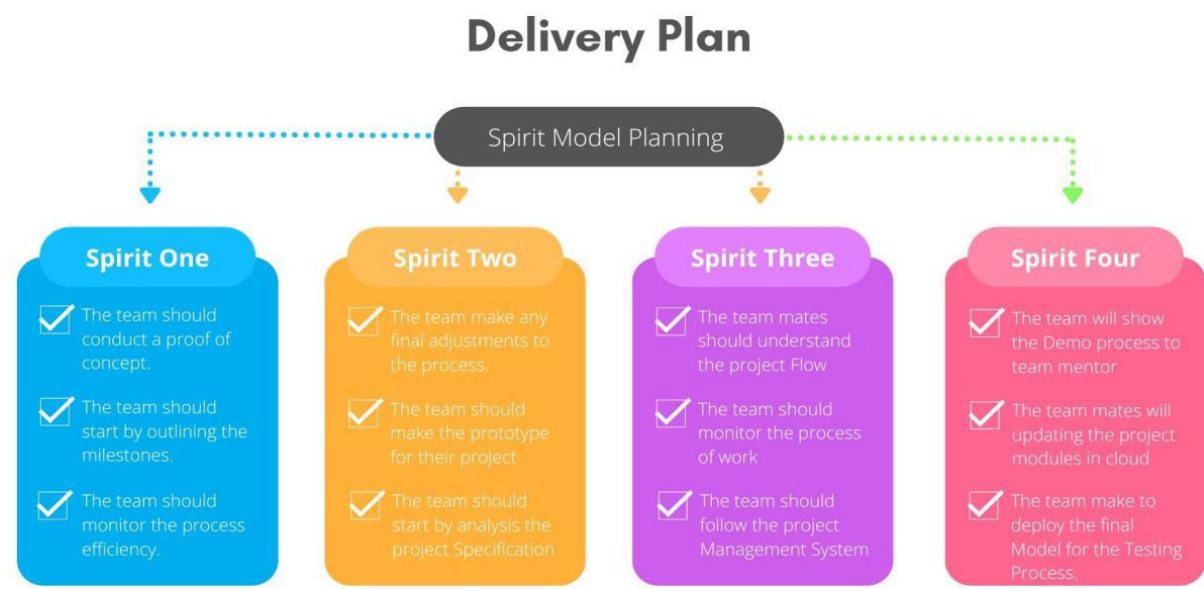 Delivery Plan
Spirit Model Planning
Spirit One
The team should
conduct a proof of
concept.
The team should
start by outlining the
milestones.
The team should
monitor the process
efficiency.
Spirit Two
The team make any
final adjustments to
the process.
The team should
make the prototype
for their project
The team should
start by analysis the
project Specification
Spirit Three
The team mates
should understand
the project Flow
The team should
monitor the process
of work
The team should
follow the project
Management System
Spirit Four
The team will show
the Demo process to
team mentor
The team mates will
updating the project
modules in cloud
The team make to
deploy the final
Model for the Testing
Process.